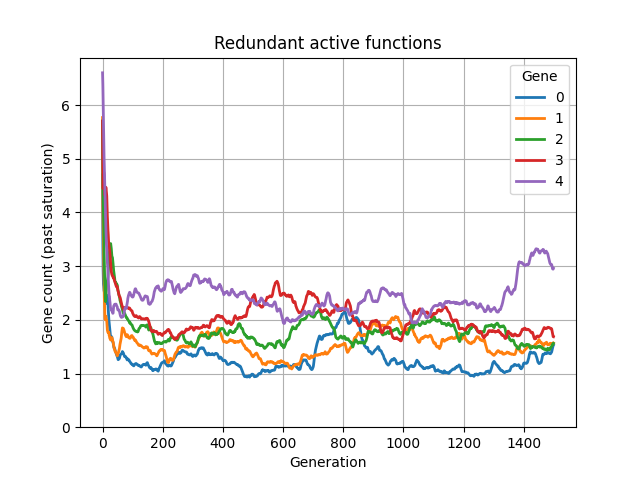 Redundant active functions
Gene count (past saturation)
6
5
4
3
2
1
0
Gene
0
1
2
3
4
0 200 400 600 800 1000 1200 1400
Generation